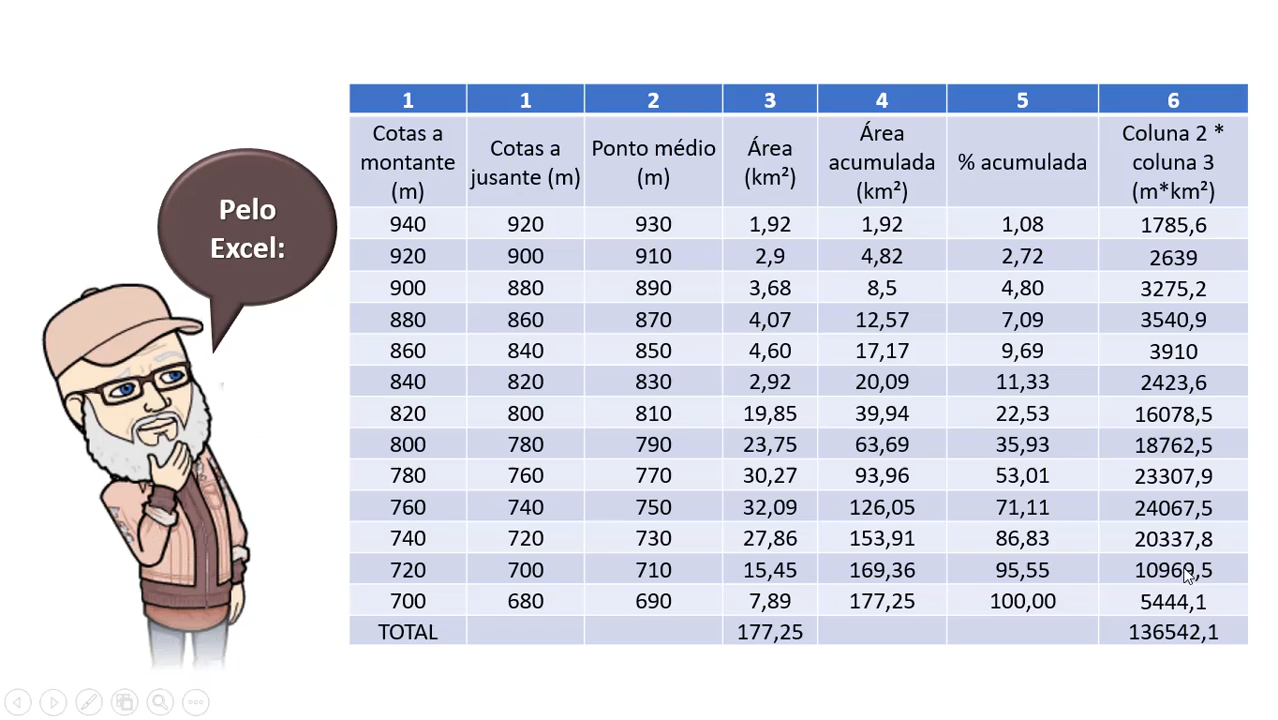 Pelo
Excel:
1 1 2 3 4 5 6
Cotas a montante (m) Cotas a jusante (m) Ponto médio (m) Área (km²) Área acumulada (km²) % acumulada Coluna 2 * coluna 3 (m*km²)
940 920 930 1,92 1,92 1,08 1785,6
920 900 910 2,9 4,82 2,72 2639
900 880 890 3,68 8,5 4,80 3275,2
880 860 870 4,07 12,57 7,09 3540,9
860 840 850 4,60 17,17 9,69 3910
840 820 830 2,92 20,09 11,33 2423,6
820 800 810 19,85 39,94 22,53 16078,5
800 780 790 23,75 63,69 35,93 18762,5
780 760 770 30,27 93,96 53,01 23307,9
760 740 750 32,09 126,05 71,11 24067,5
740 720 730 27,86 153,91 86,83 20337,8
720 700 710 15,45 169,36 95,55 10969,5
700 680 690 7,89 177,25 100,00 5444,1
TOTAL 177,25 136542,1